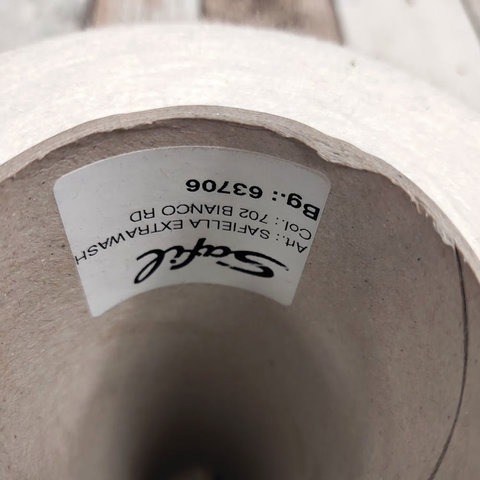 Safil
Art.: SAFIELLA EXTRAWASH
Col.: 702 BIANCO RD
Bg.: 63706